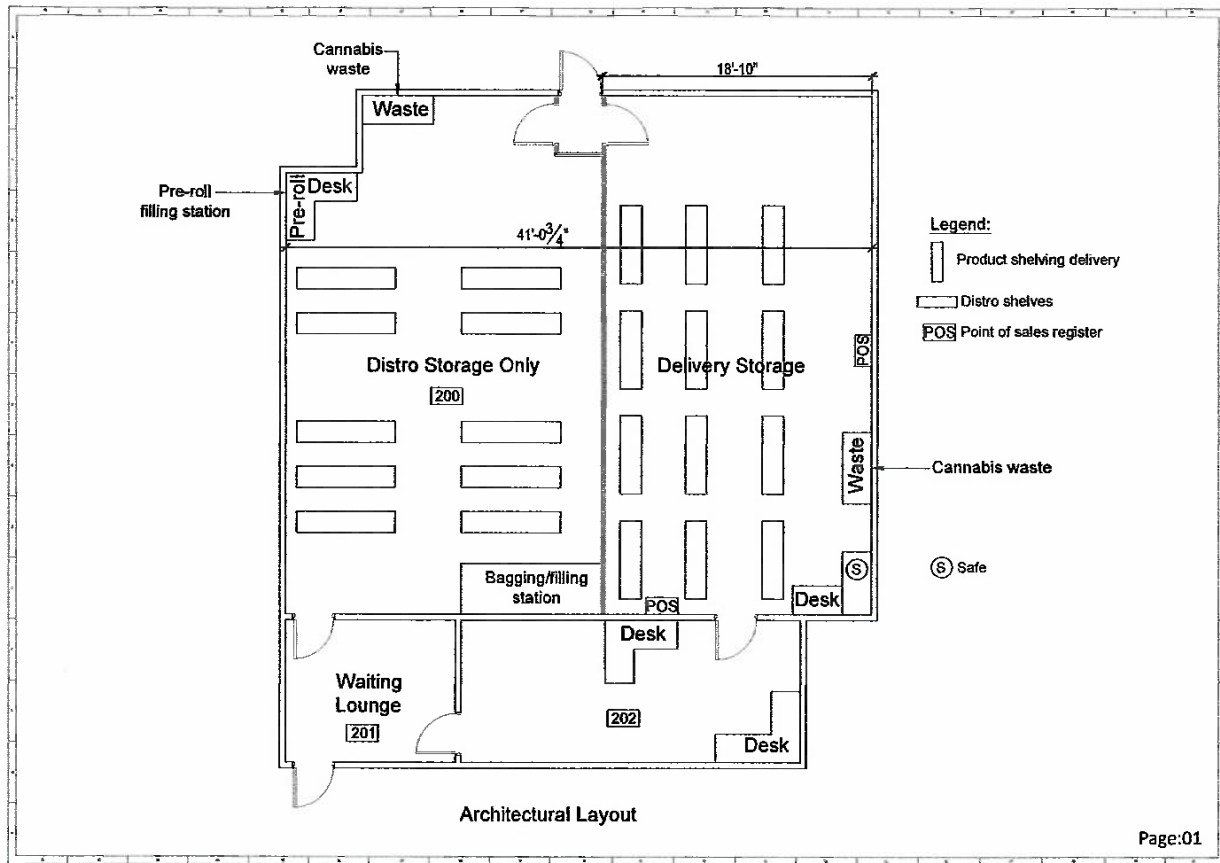 Cannabis
waste
18'-10"
Waste
Pre-roll
filling station
Pre-roll
Desk
41'-0 3/4"
Legend:
Product shelving delivery
Distro shelves
POS Point of sales register
POS
Distro Storage Only
200
Delivery Storage
Waste
Cannabis waste
S
S Safe
Bagging/filling
station
POS
Desk
Desk
Waiting
Lounge
201
202
Desk
Architectural Layout
Page:01